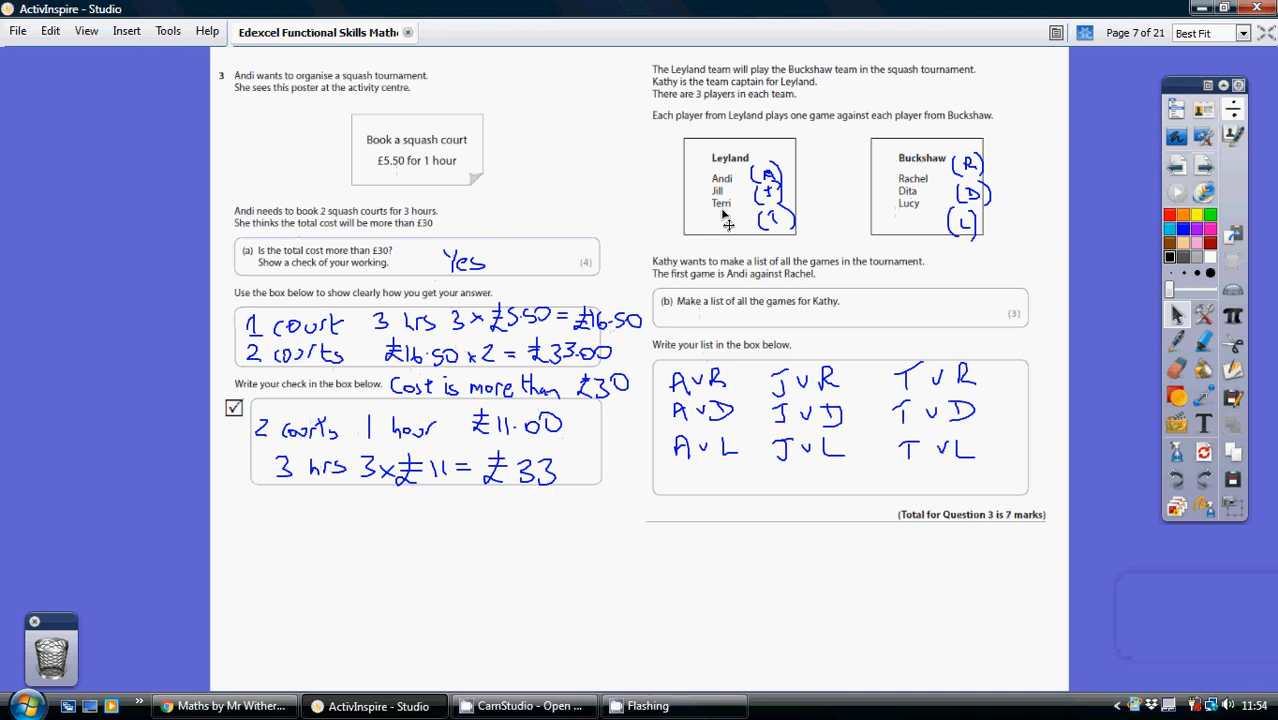 ActivInspire - Studio
File Edit View Insert Tools Help
Edexcel Functional Skills Mathe
Page 7 of 21
Best Fit
3 Andi wants to organise a squash tournament.
She sees this poster at the activity centre.
Book a squash court
£5.50 for 1 hour
Andi needs to book 2 squash courts for 3 hours.
She thinks the total cost will be more than £30
(a) Is the total cost more than £30?
Show a check of your working.
Yes
(4)
Use the box below to show clearly how you get your answer.
1 court 3 hrs 3 × £5.50 = £16.50
2 courts £16.50 × 2 = £33.00
Write your check in the box below.
Cost is more than £30
2 courts 1 hour £11.00
3 hrs 3 × £11 = £33
The Leyland team will play the Buckshaw team in the squash tournament.
Kathy is the team captain for Leyland.
There are 3 players in each team.
Each player from Leyland plays one game against each player from Buckshaw.
Leyland
Andi (A)
Jill (J)
Terri (T)
Buckshaw
Rachel (R)
Dita (D)
Lucy (L)
Kathy wants to make a list of all the games in the tournament.
The first game is Andi against Rachel.
(b) Make a list of all the games for Kathy.
(3)
Write your list in the box below.
A v R J v R T v R
A v D J v D T v D
A v L J v L T v L
(Total for Question 3 is 7 marks)
Maths by Mr Wither...
ActivInspire - Studio
CamStudio - Open ...
Flashing
11:54